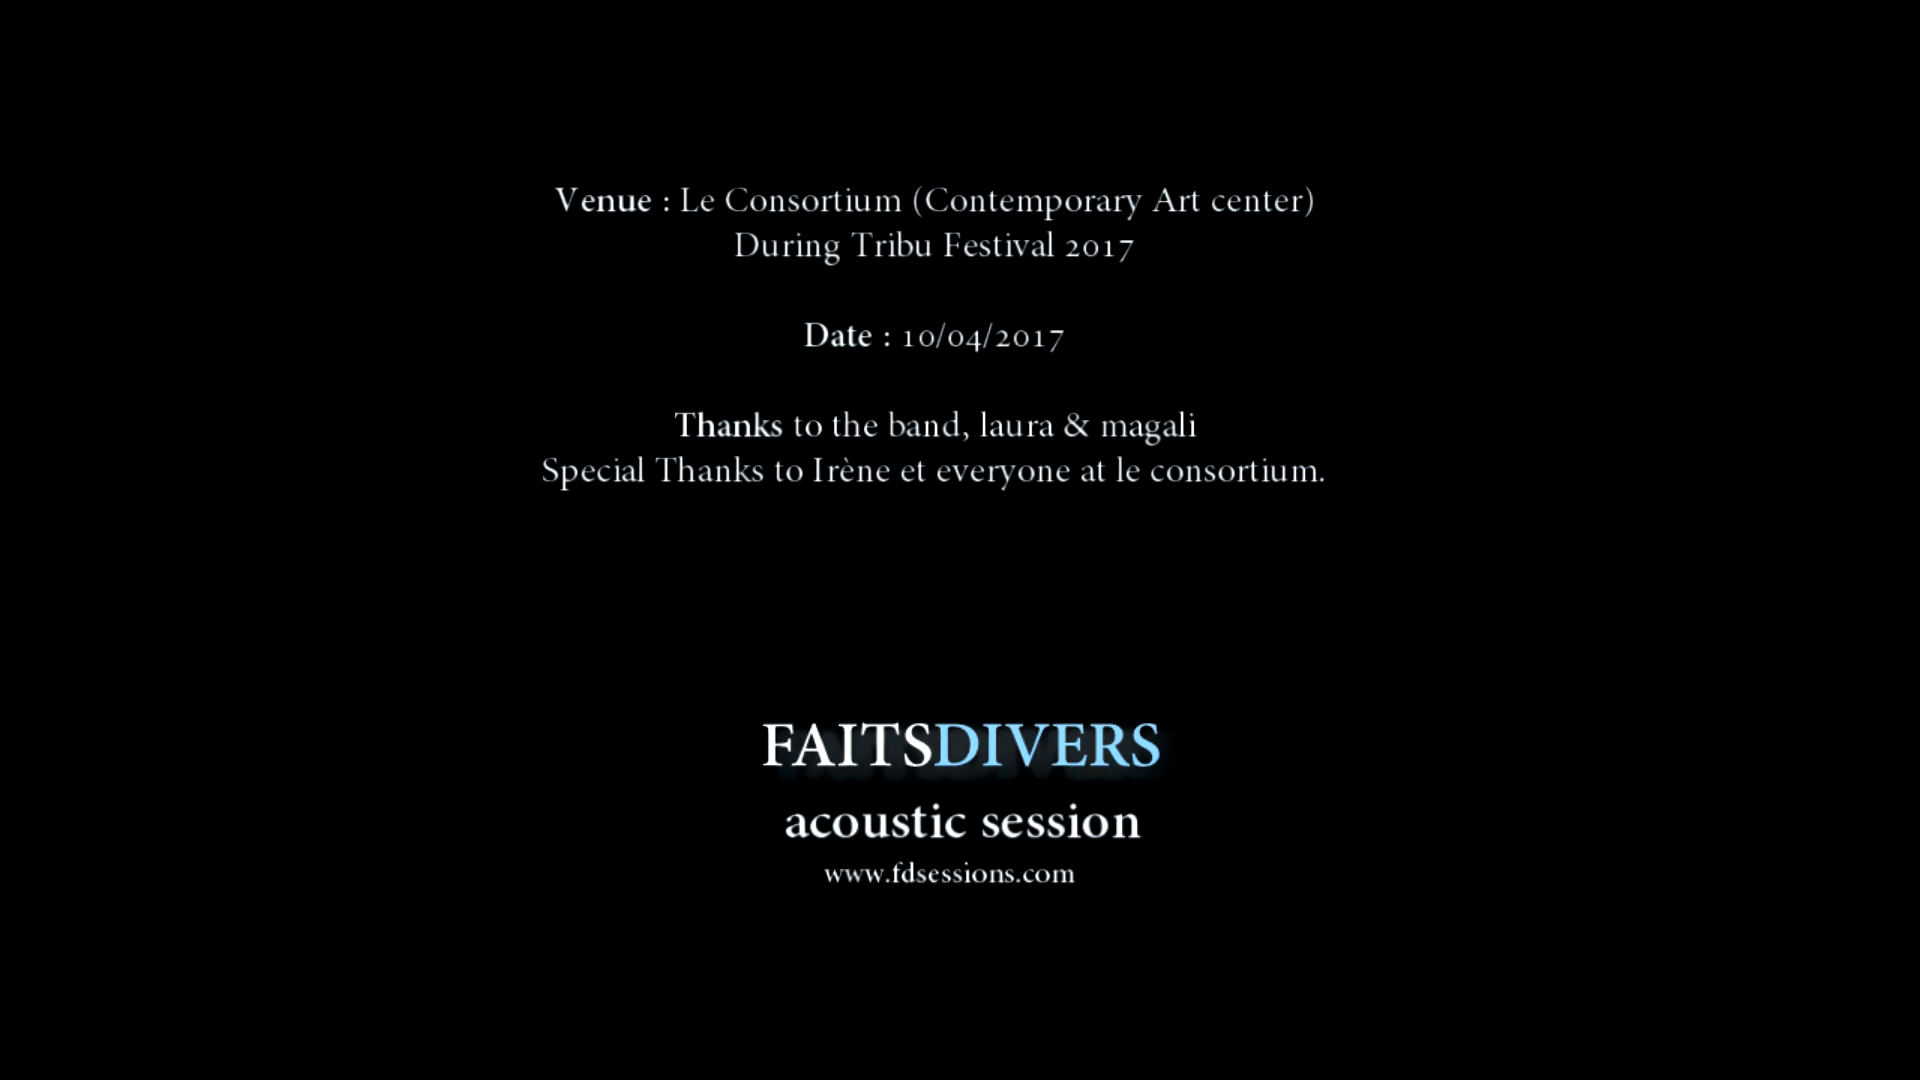 Venue : Le Consortium (Contemporary Art center)
During Tribu Festival 2017
Date : 10/04/2017
Thanks to the band, laura & magali
Special Thanks to Irène et everyone at le consortium.
FAITSDIVERS
acoustic session
www.fdsessions.com